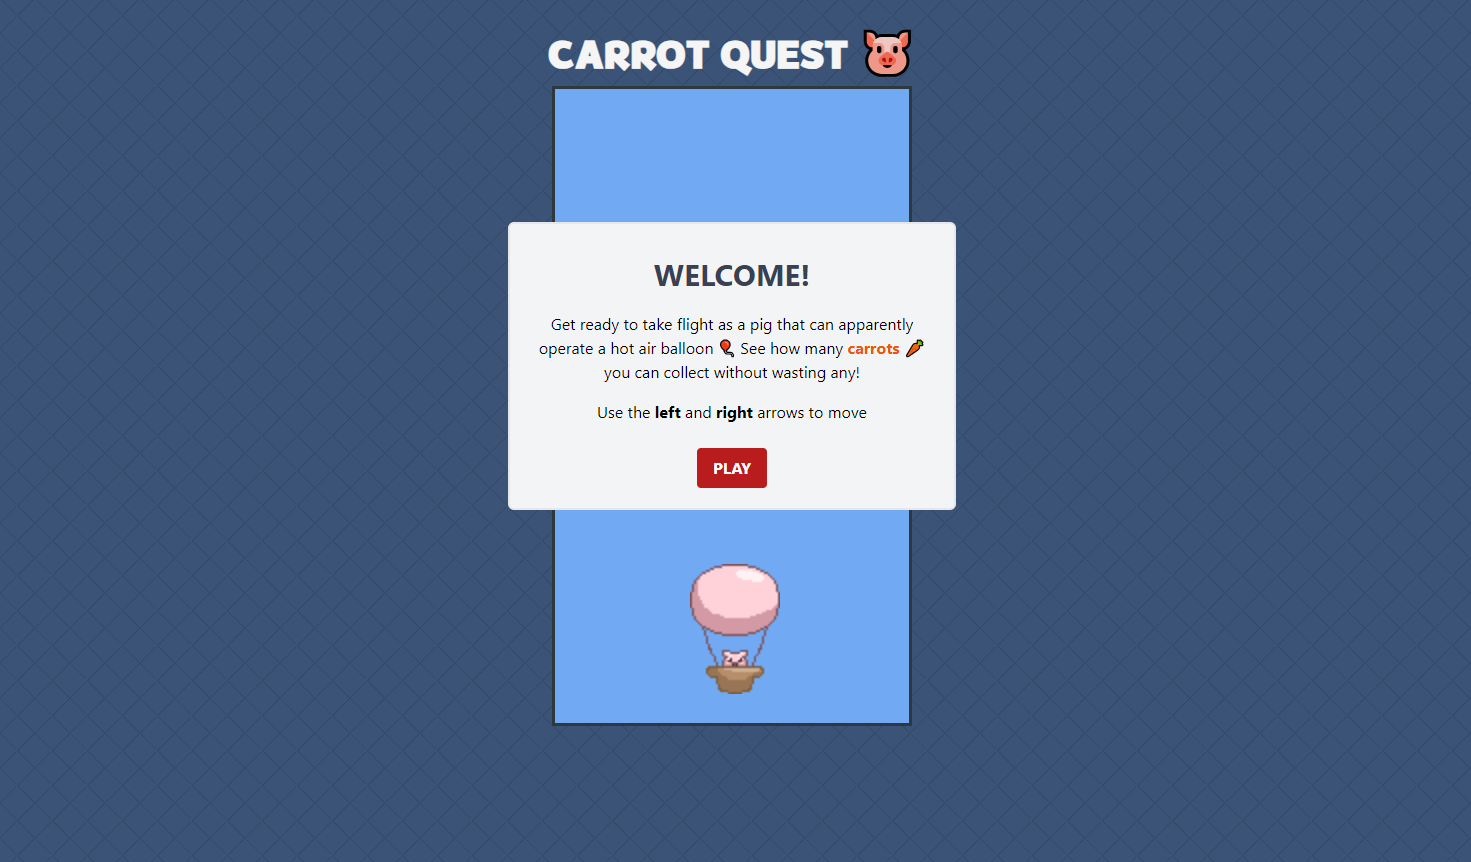 CARROT QUEST
WELCOME!
Get ready to take flight as a pig that can apparently
operate a hot air balloon 🎈 See how many carrots 🥕
you can collect without wasting any!
Use the left and right arrows to move
PLAY